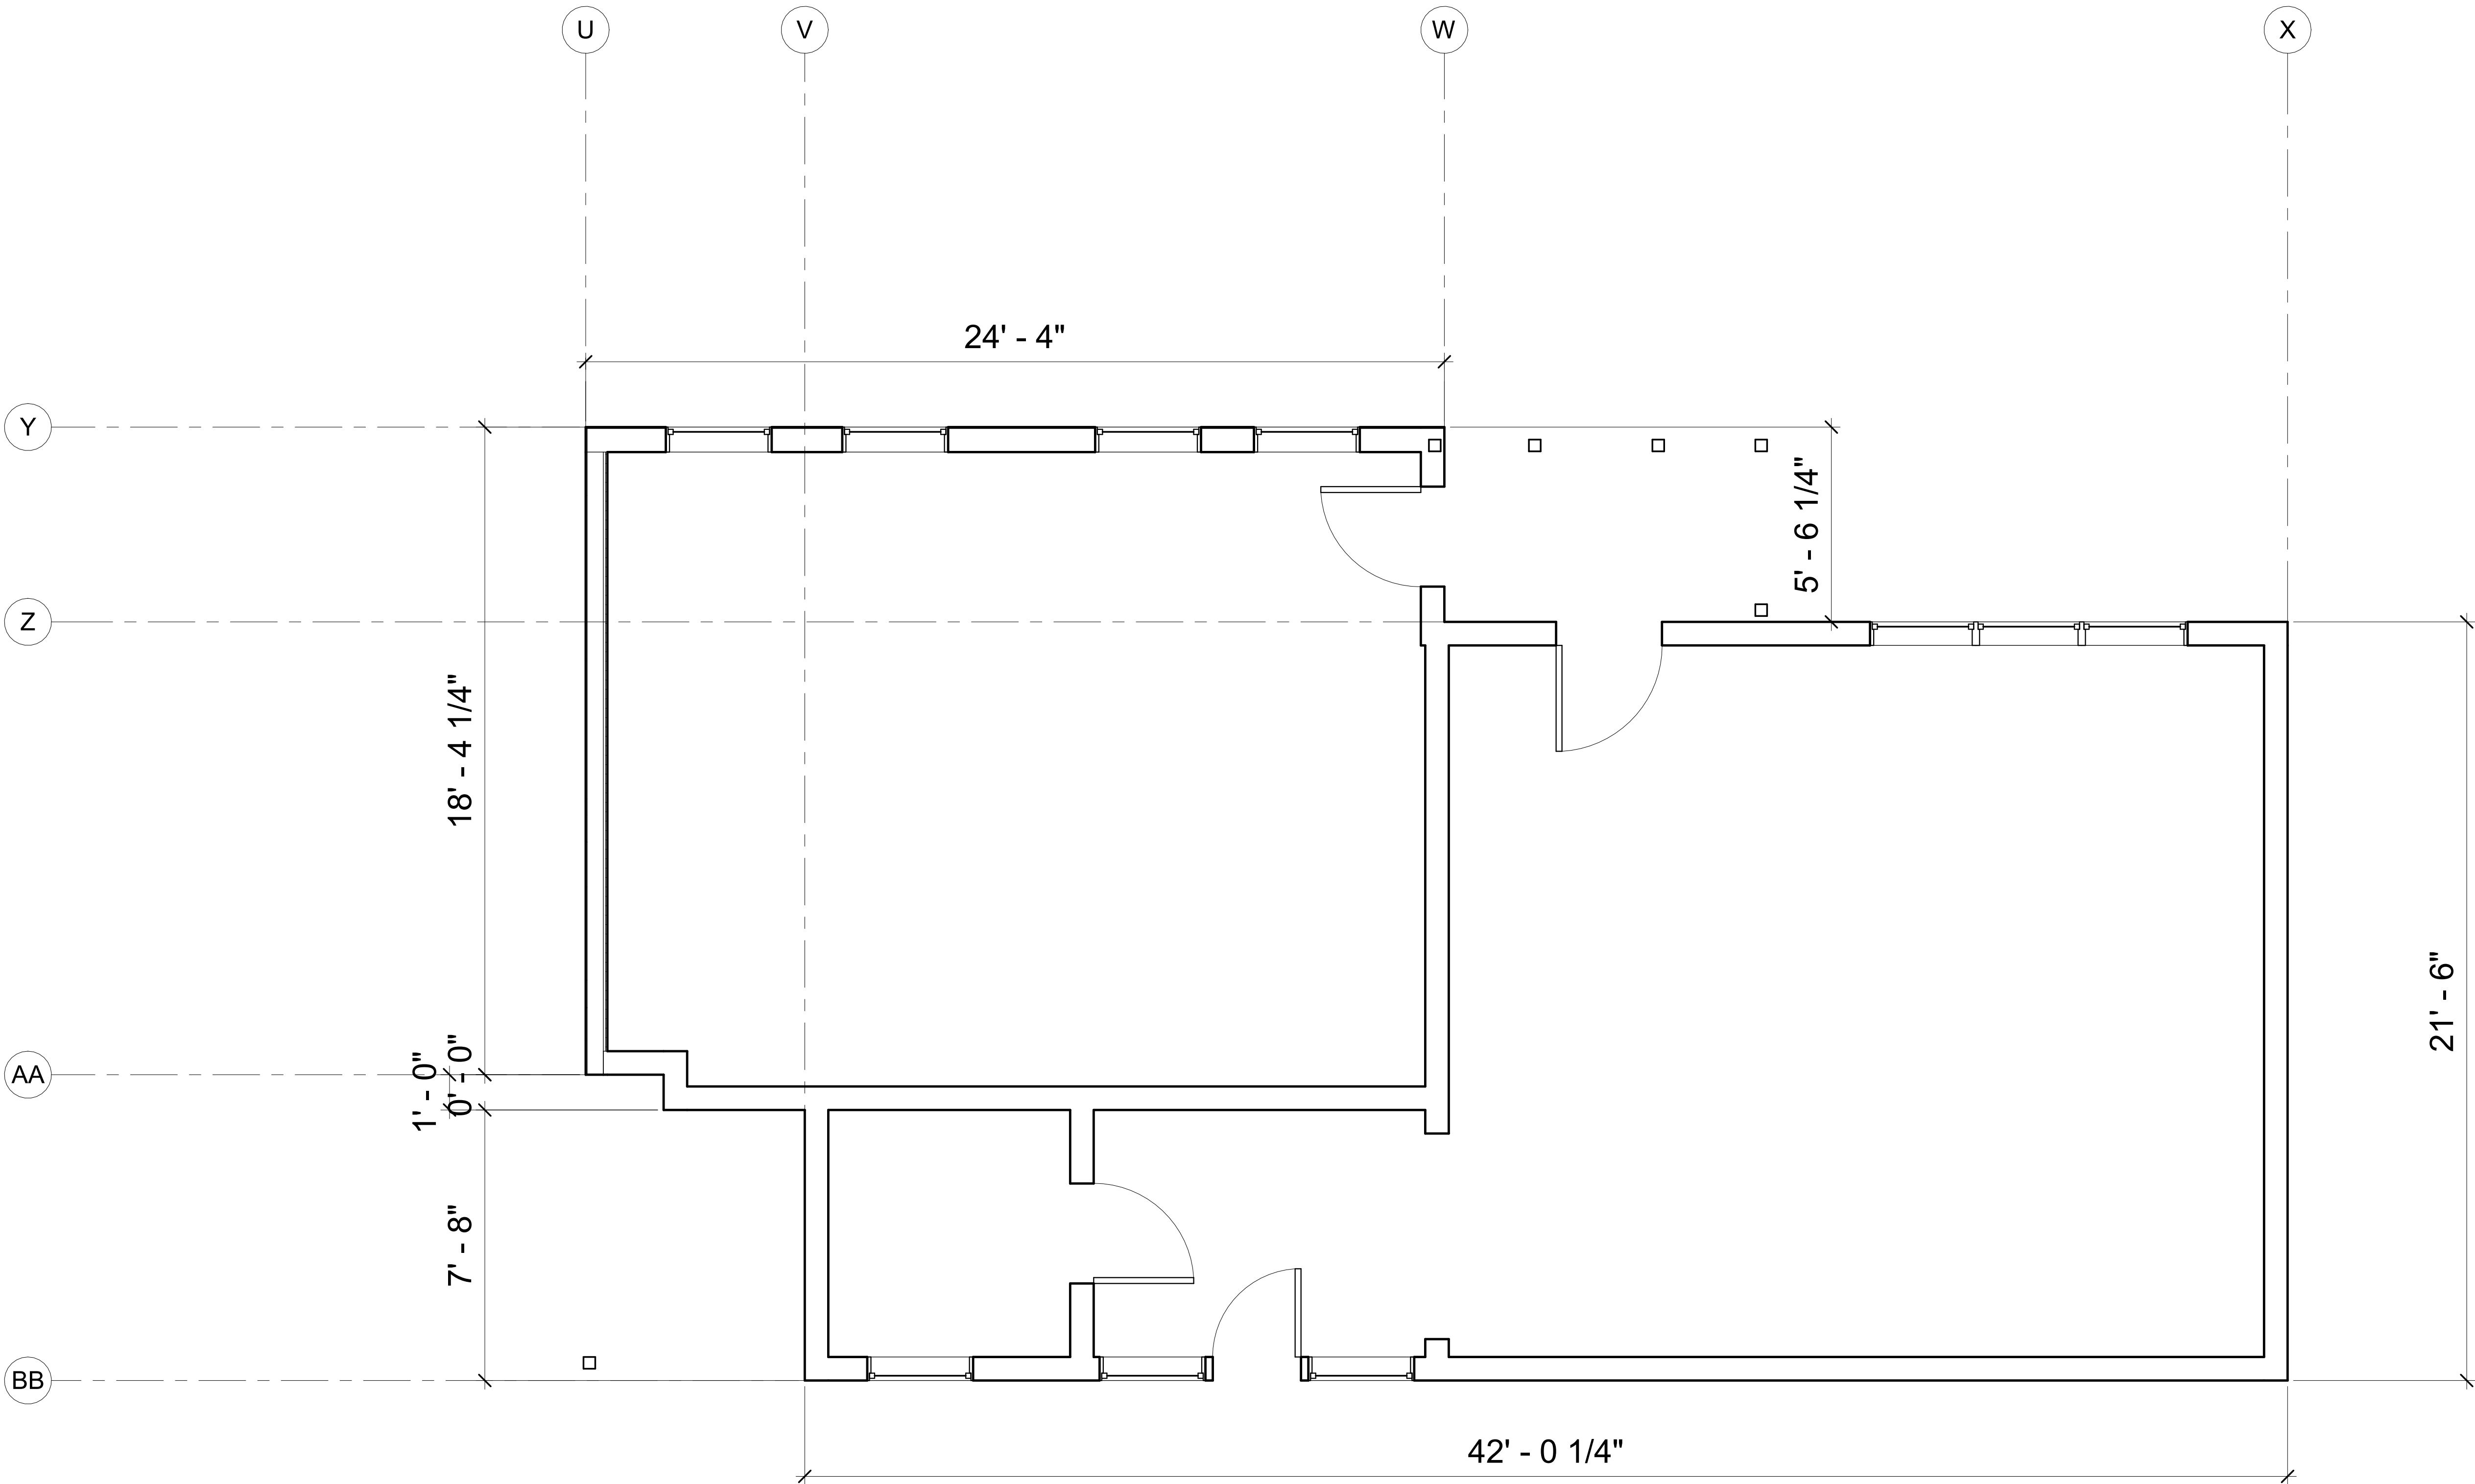 U
V
W
X
24' - 4"
Y
5' - 6 1/4"
Z
18' - 4 1/4"
21' - 6"
1' - 0"
0' - 0"
AA
7' - 8"
BB
42' - 0 1/4"